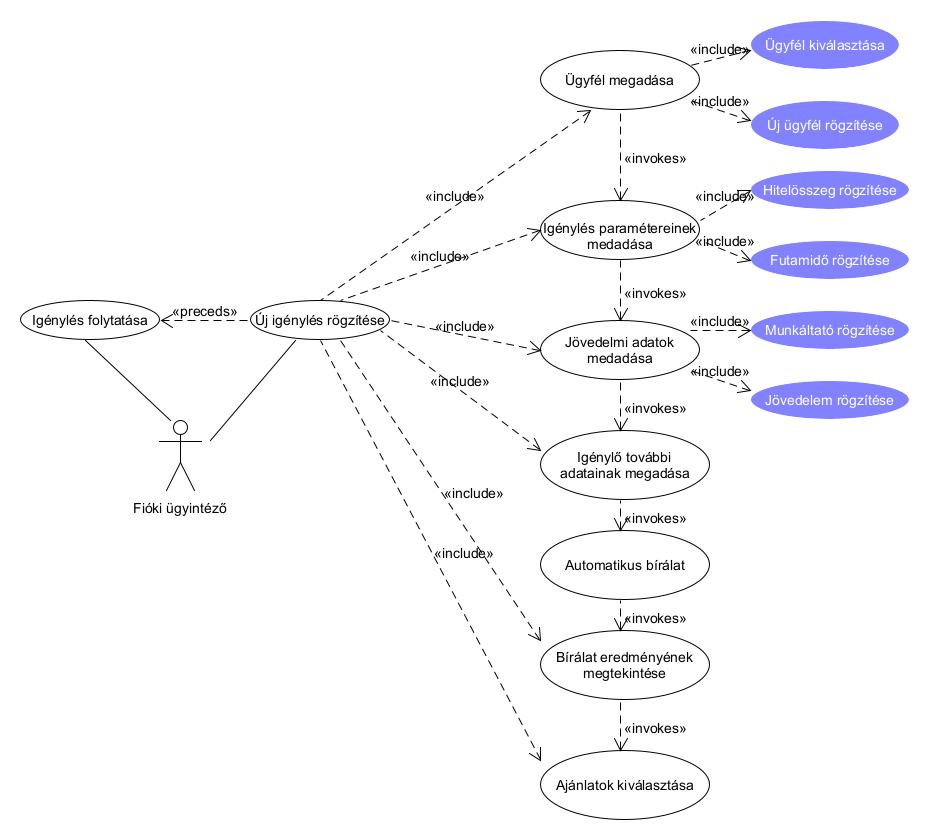 «include»
Ügyfél kiválasztása
Ügyfél megadása
«include»
Új ügyfél rögzítése
«invokes»
«include»
Hitelösszeg rögzítése
«include»
Igénylés paramétereinek
medadása
«include»
Futamidő rögzítése
«include»
«invokes»
«preceds»
Igénylés folytatása
Új igénylés rögzítése
«include»
«include»
Munkáltató rögzítése
Jövedelmi adatok
medadása
«include»
Jövedelem rögzítése
«include»
«invokes»
Igénylő további
adatainak megadása
«include»
Fióki ügyintéző
«invokes»
«include»
Automatikus bírálat
«invokes»
Bírálat eredményének
megtekintése
«invokes»
Ajánlatok kiválasztása